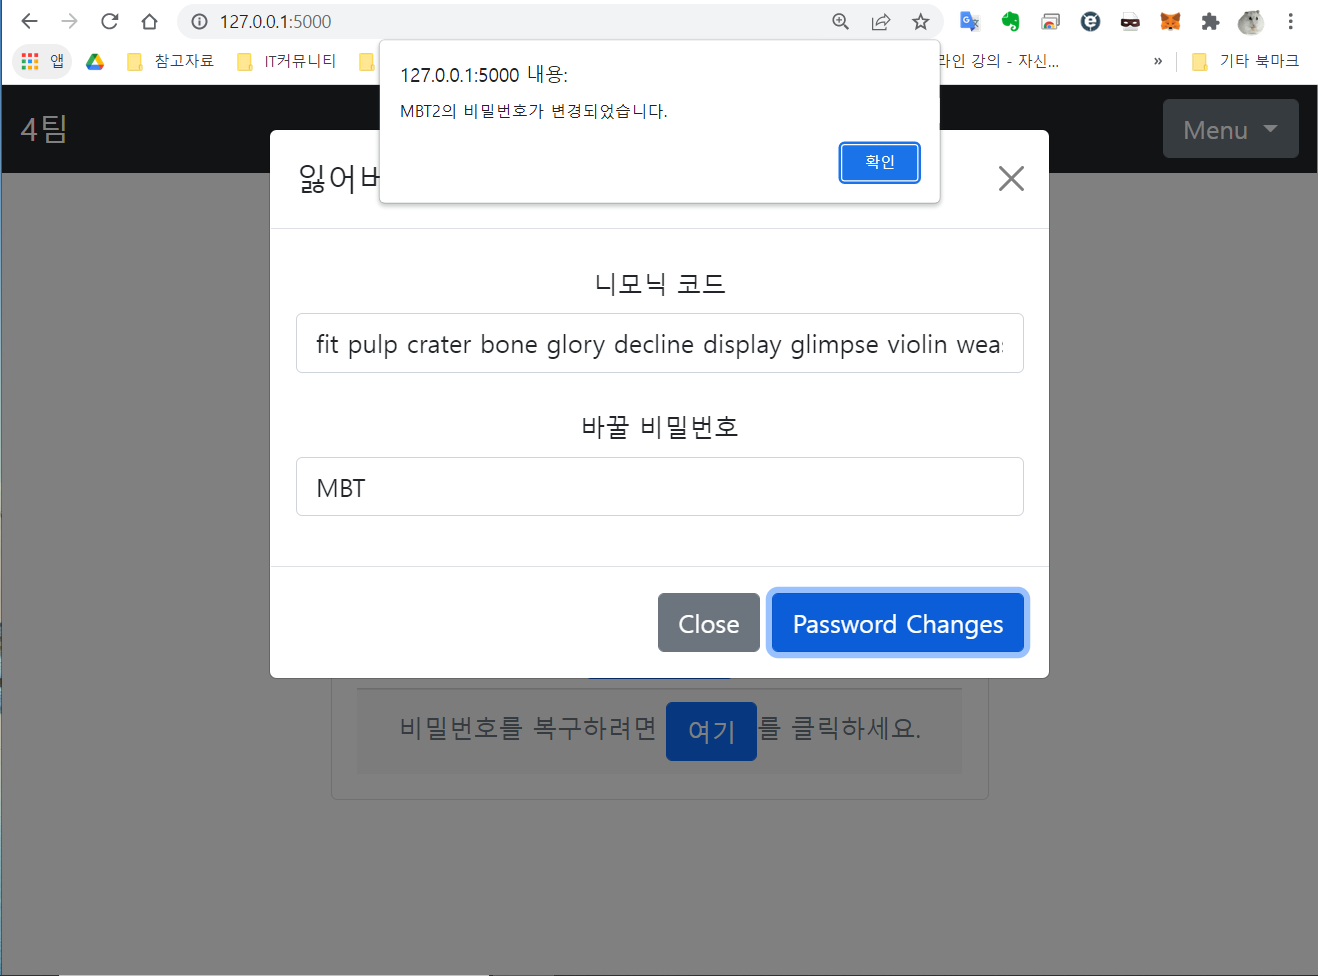 127.0.0.1:5000
앱 참고자료 IT커뮤니티 라인 강의 - 자신... » 기타 북마크
127.0.0.1:5000 내용:
MBT2의 비밀번호가 변경되었습니다.
확인
4팀
Menu
잃어버
니모닉 코드
fit pulp crater bone glory decline display glimpse violin weas
바꿀 비밀번호
MBT
Close Password Changes
비밀번호를 복구하려면 여기 를 클릭하세요.